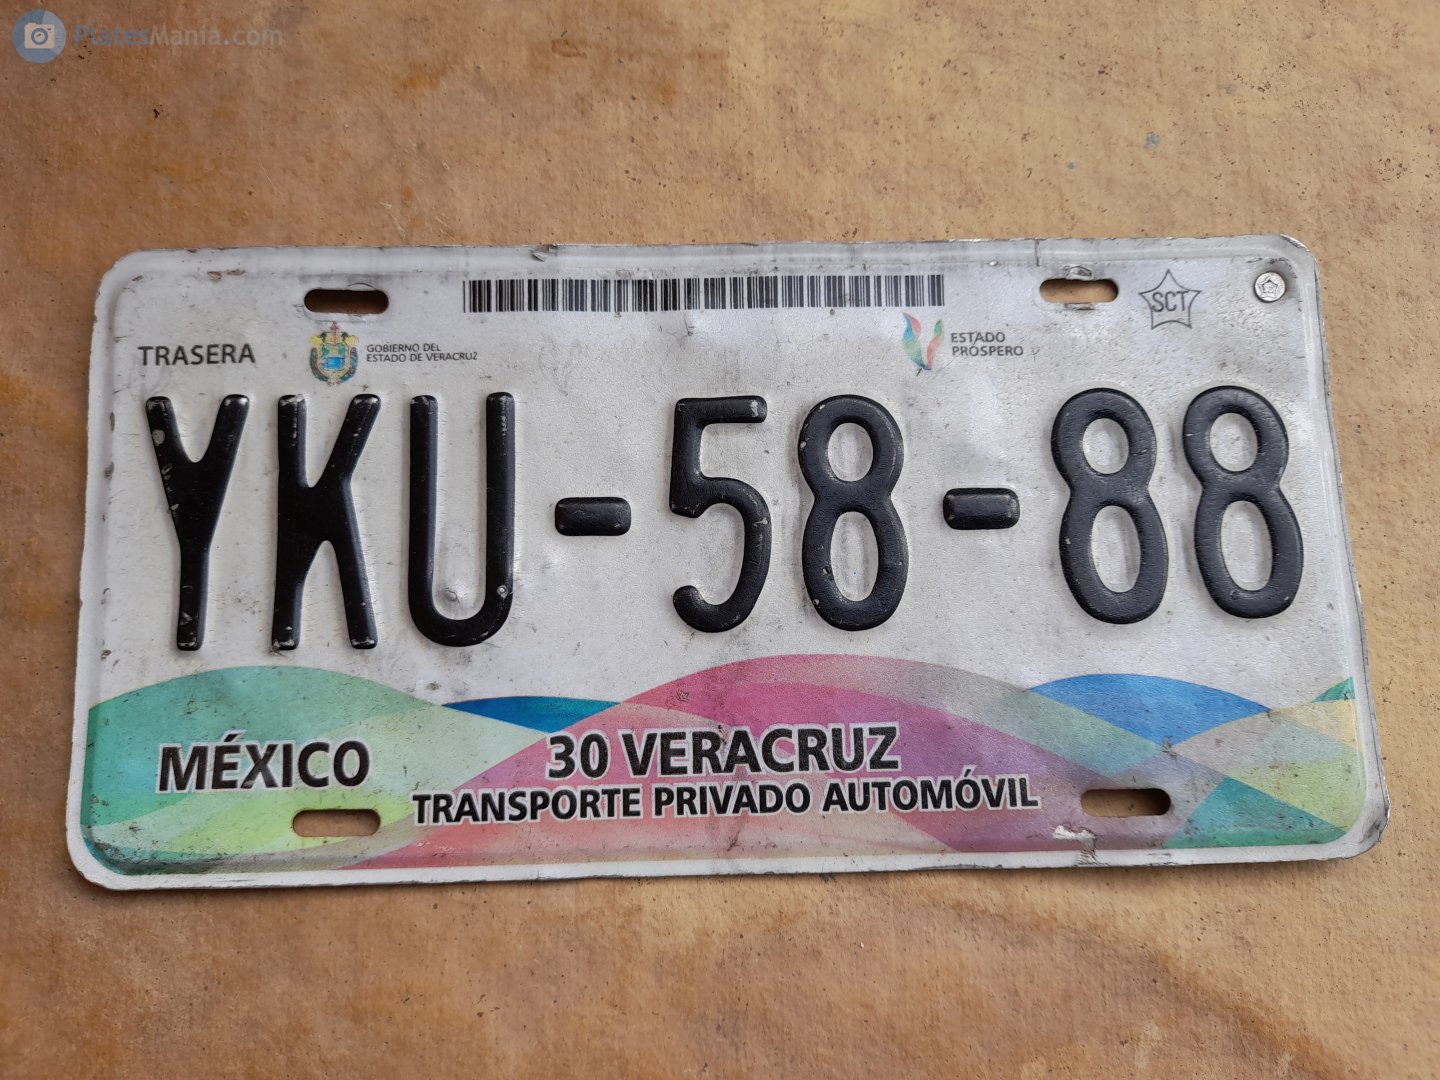 PlatesMania.com
SCT
TRASERA
GOBIERNO DEL
ESTADO DE VERACRUZ
ESTADO
PRÓSPERO
YKU-58-88
MÉXICO
30 VERACRUZ
TRANSPORTE PRIVADO AUTOMÓVIL